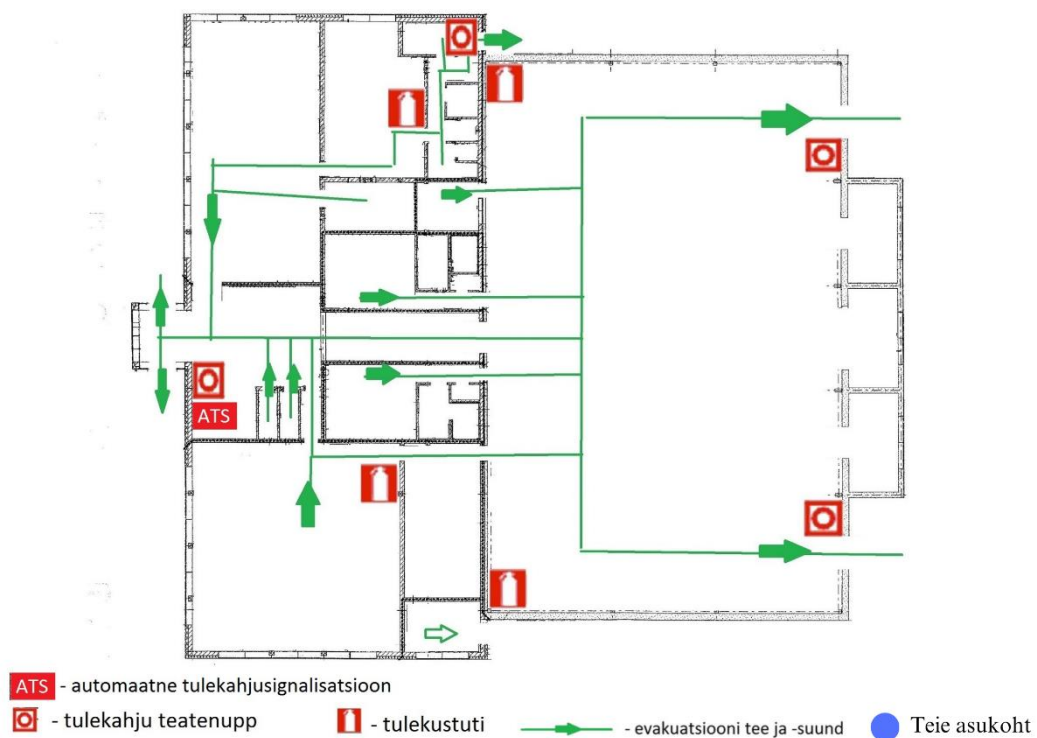 ATS
ATS - automaatne tulekahjusignalisatsioon
- tulekahju teatenupp - tulekustuti - evakuatsiooni tee ja -suund Teie asukoht